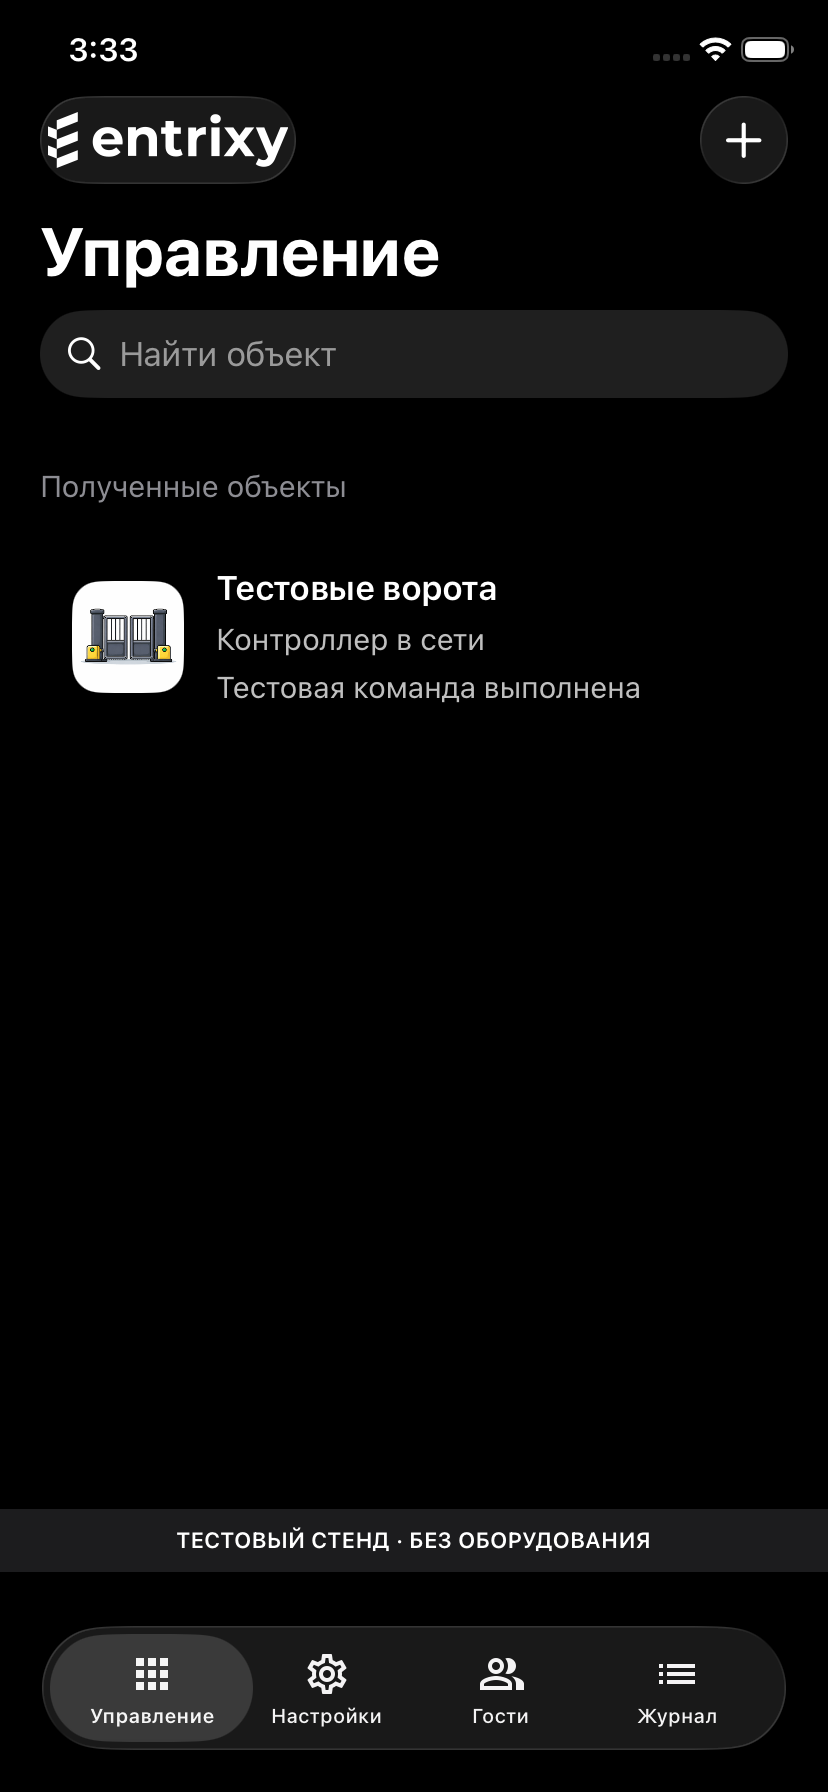 3:33
entrixy
Управление
Найти объект
Полученные объекты
Тестовые ворота
Контроллер в сети
Тестовая команда выполнена
ТЕСТОВЫЙ СТЕНД · БЕЗ ОБОРУДОВАНИЯ
Управление Настройки Гости Журнал